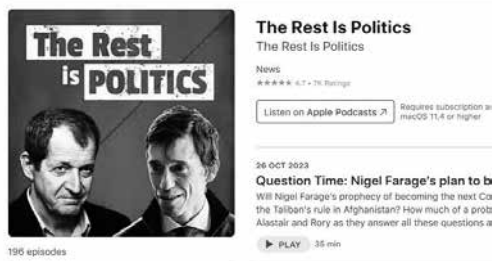 The Rest
is POLITICS
196 episodes
The Rest Is Politics
The Rest Is Politics
News
★★★★★ 4.7 • 7K Ratings
Listen on Apple Podcasts ↗
Requires subscription
macOS 11.4 or higher
26 OCT 2023
Question Time: Nigel Farage's plan to
Will Nigel Farage's prophecy of becoming the next
the Taliban's rule in Afghanistan? How much of a
Alastair and Rory as they answer all these questions
▶ PLAY 35 min